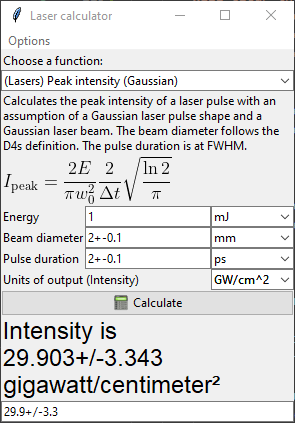 Laser calculator
Options
Choose a function:
(Lasers) Peak intensity (Gaussian)
Calculates the peak intensity of a laser pulse with an
assumption of a Gaussian laser pulse shape and a
Gaussian laser beam. The beam diameter follows the
D4s definition. The pulse duration is at FWHM.
I_peak = \frac{2E}{\pi w_0^2} \frac{2}{\Delta t} \sqrt{\frac{\ln 2}{\pi}}
Energy 1 mJ
Beam diameter 2+-0.1 mm
Pulse duration 2+-0.1 ps
Units of output (Intensity) GW/cm^2
Calculate
Intensity is
29.903+/-3.343
gigawatt/centimeter²
29.9+/-3.3